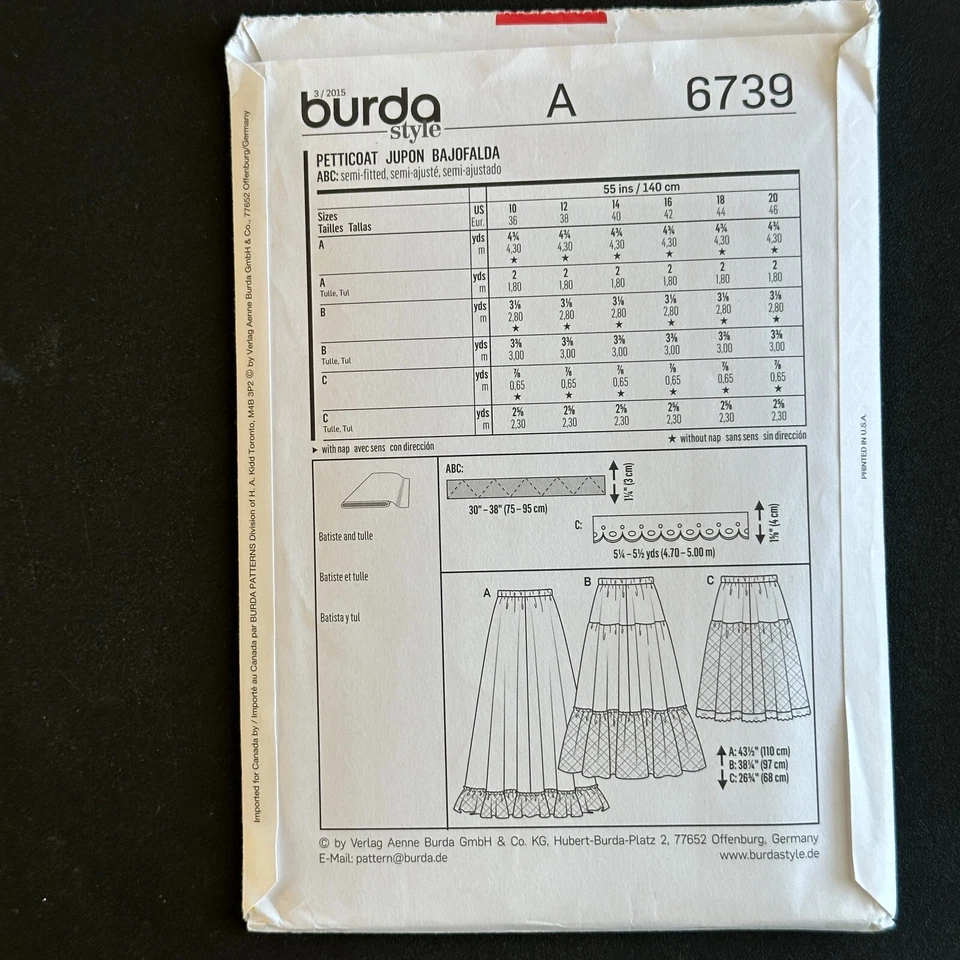 3 / 2015
burda style
A
6739
PETTICOAT JUPON BAJOFALDA
ABC: semi-fitted, semi-ajusté, semi-ajustado
55 ins / 140 cm
Sizes US 10 12 14 16 18 20
Tailles Tallas Eur. 36 38 40 42 44 46
A yds 4¾ 4¾ 4¾ 4¾ 4¾ 4¾
m 4,30 4,30 4,30 4,30 4,30 4,30
★ ★ ★ ★ ★ ★
A yds 2 2 2 2 2 2
Tulle, Tul m 1,80 1,80 1,80 1,80 1,80 1,80
B yds 3⅛ 3⅛ 3⅛ 3⅛ 3⅛ 3⅛
m 2,80 2,80 2,80 2,80 2,80 2,80
★ ★ ★ ★ ★ ★
B yds 3⅜ 3⅜ 3⅜ 3⅜ 3⅜ 3⅜
Tulle, Tul m 3,00 3,00 3,00 3,00 3,00 3,00
C yds ⅞ ⅞ ⅞ ⅞ ⅞ ⅞
m 0,65 0,65 0,65 0,65 0,65 0,65
★ ★ ★ ★ ★ ★
C yds 2⅝ 2⅝ 2⅝ 2⅝ 2⅝ 2⅝
Tulle, Tul m 2,30 2,30 2,30 2,30 2,30 2,30
▸ with nap avec sens con dirección
★ without nap sans sens sin dirección
Batiste and tulle
Batiste et tulle
Batista y tul
ABC:
1¼" (3 cm)
30" – 38" (75 – 95 cm)
C:
1⅝" (4 cm)
5¼ – 5½ yds (4.70 – 5.00 m)
A
B
C
A: 43½" (110 cm)
B: 38¼" (97 cm)
C: 26¾" (68 cm)
© by Verlag Aenne Burda GmbH & Co. KG, Hubert-Burda-Platz 2, 77652 Offenburg, Germany
E-Mail: pattern@burda.de
www.burdastyle.de
Imported for Canada by / Importé au Canada par BURDA PATTERNS Division of H. A. Kidd Toronto, M4B 3P2 © by Verlag Aenne Burda GmbH & Co., 77652 Offenburg/Germany
PRINTED IN U.S.A.